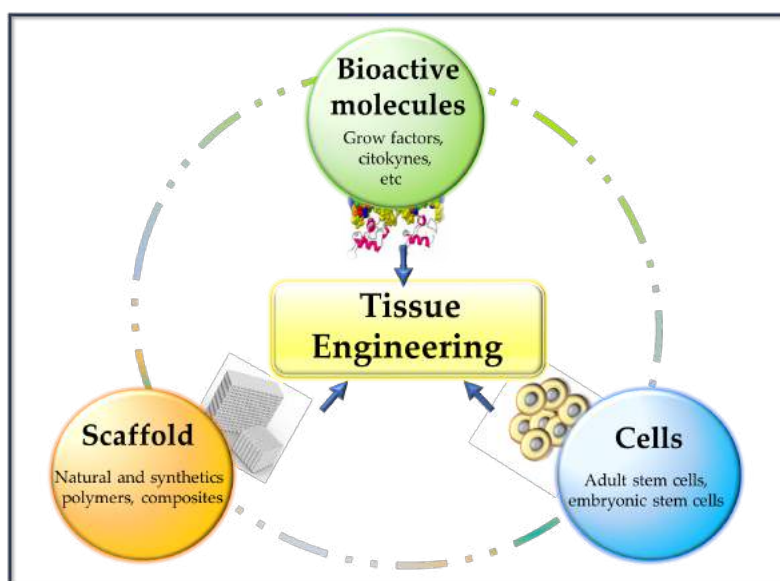 Bioactive
molecules
Grow factors,
citokynes,
etc
Tissue
Engineering
Scaffold
Natural and synthetics
polymers, composites
Cells
Adult stem cells,
embryonic stem cells